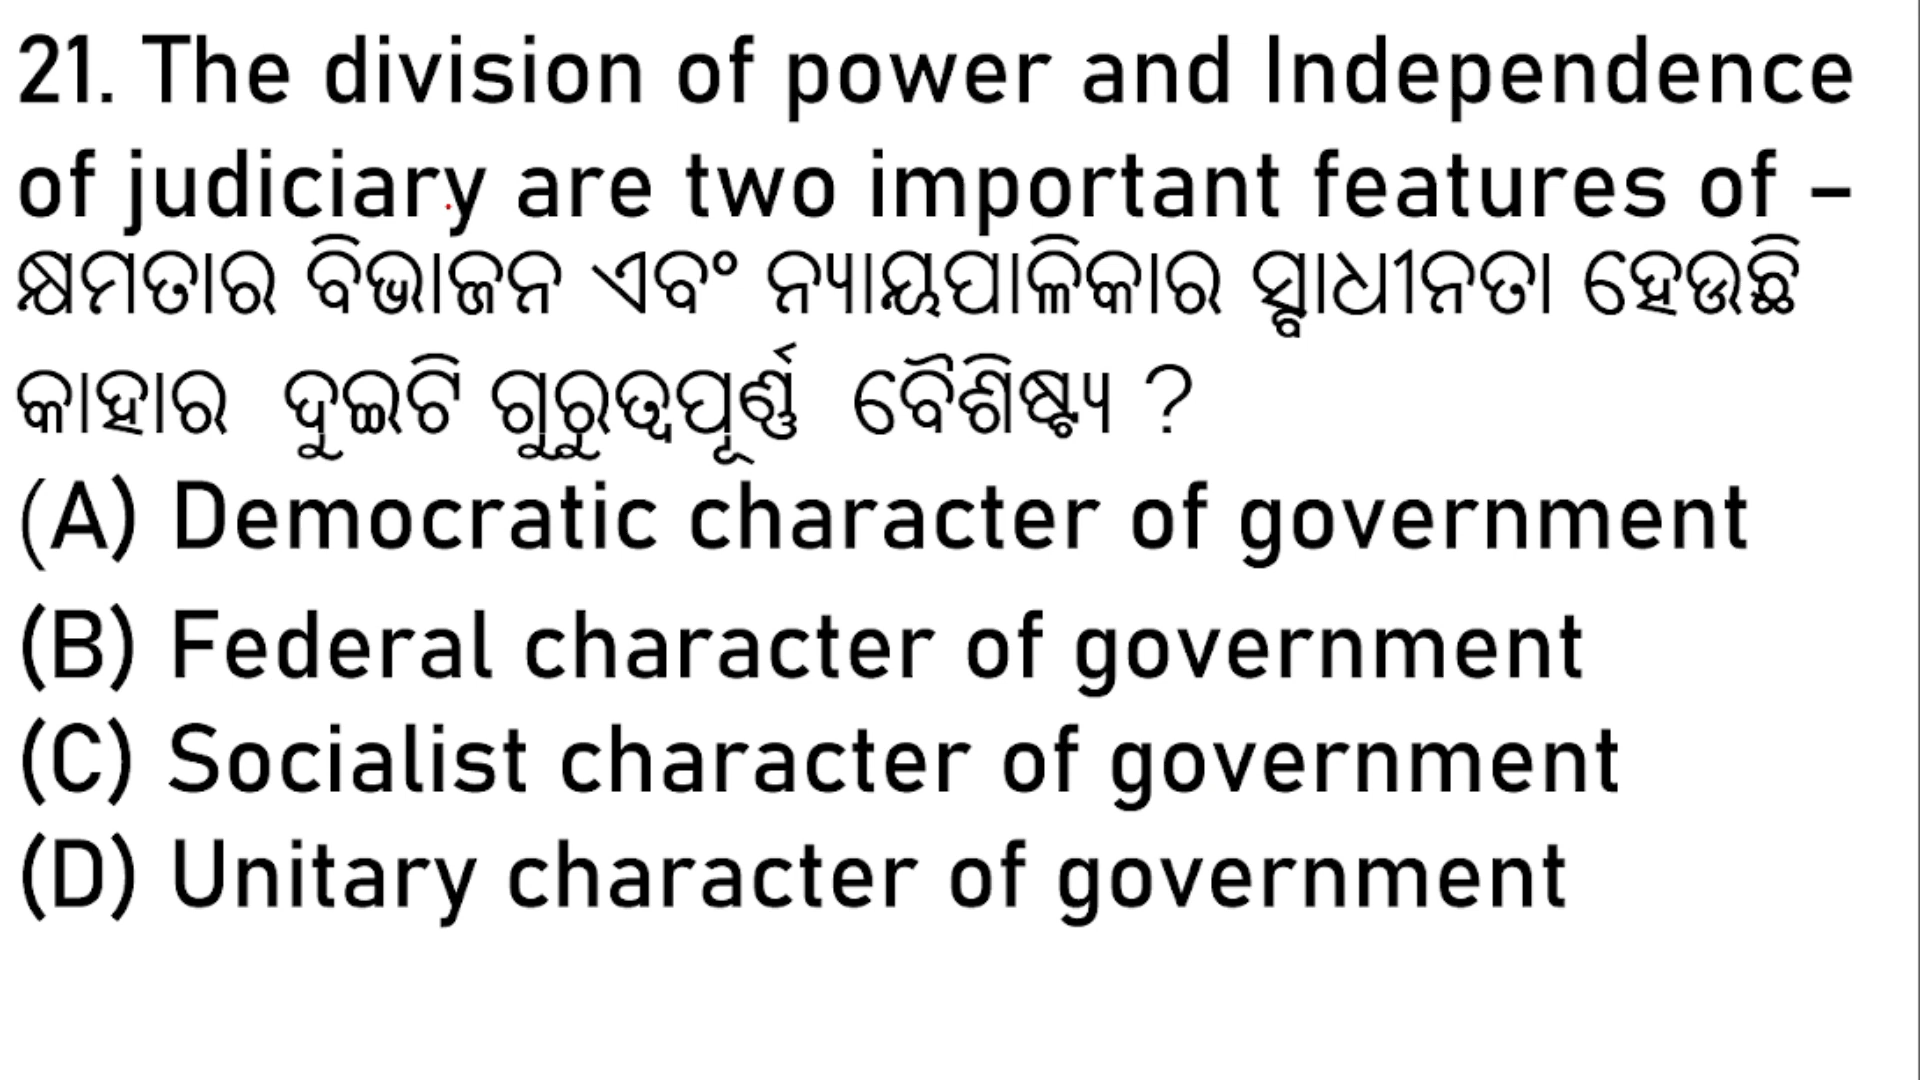 21. The division of power and Independence
of judiciary are two important features of –
କ୍ଷମତାର ବିଭାଜନ ଏବଂ ନ୍ୟାୟପାଳିକାର ସ୍ବାଧୀନତା ହେଉଛି
କାହାର ଦୁଇଟି ଗୁରୁତ୍ୱପୂର୍ଣ୍ଣ ବୈଶିଷ୍ଟ୍ୟ ?
(A) Democratic character of government
(B) Federal character of government
(C) Socialist character of government
(D) Unitary character of government